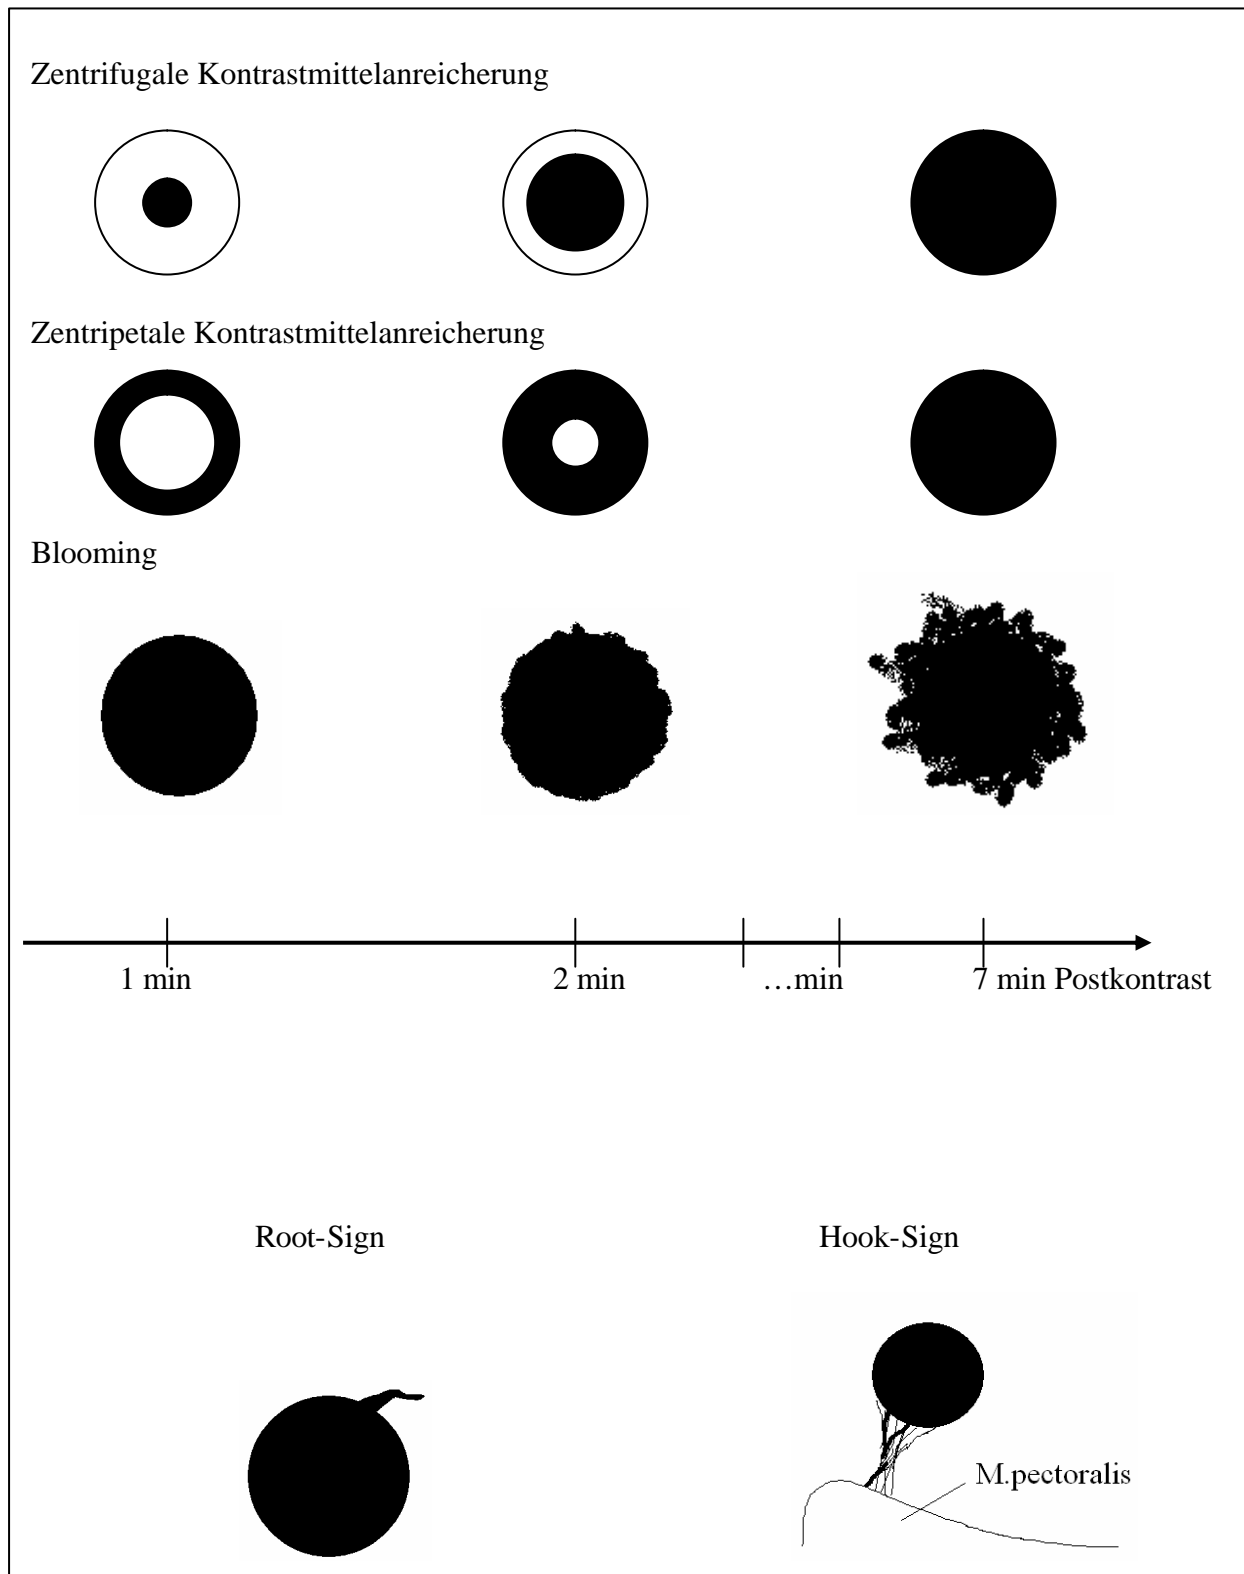 Zentrifugale Kontrastmittelanreicherung
Zentripetale Kontrastmittelanreicherung
Blooming
1 min 2 min …min 7 min Postkontrast
Root-Sign Hook-Sign
M.pectoralis